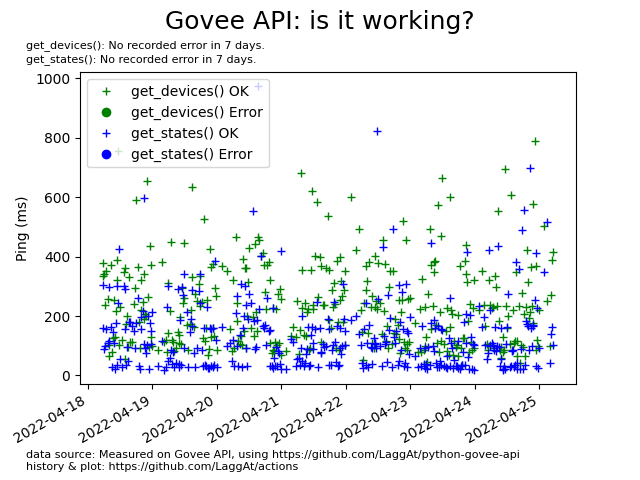 Govee API: is it working?
get_devices(): No recorded error in 7 days.
get_states(): No recorded error in 7 days.
get_devices() OK
get_devices() Error
get_states() OK
get_states() Error
Ping (ms)
1000
800
600
400
200
0
2022-04-18
2022-04-19
2022-04-20
2022-04-21
2022-04-22
2022-04-23
2022-04-24
2022-04-25
data source: Measured on Govee API, using https://github.com/LaggAt/python-govee-api
history & plot: https://github.com/LaggAt/actions